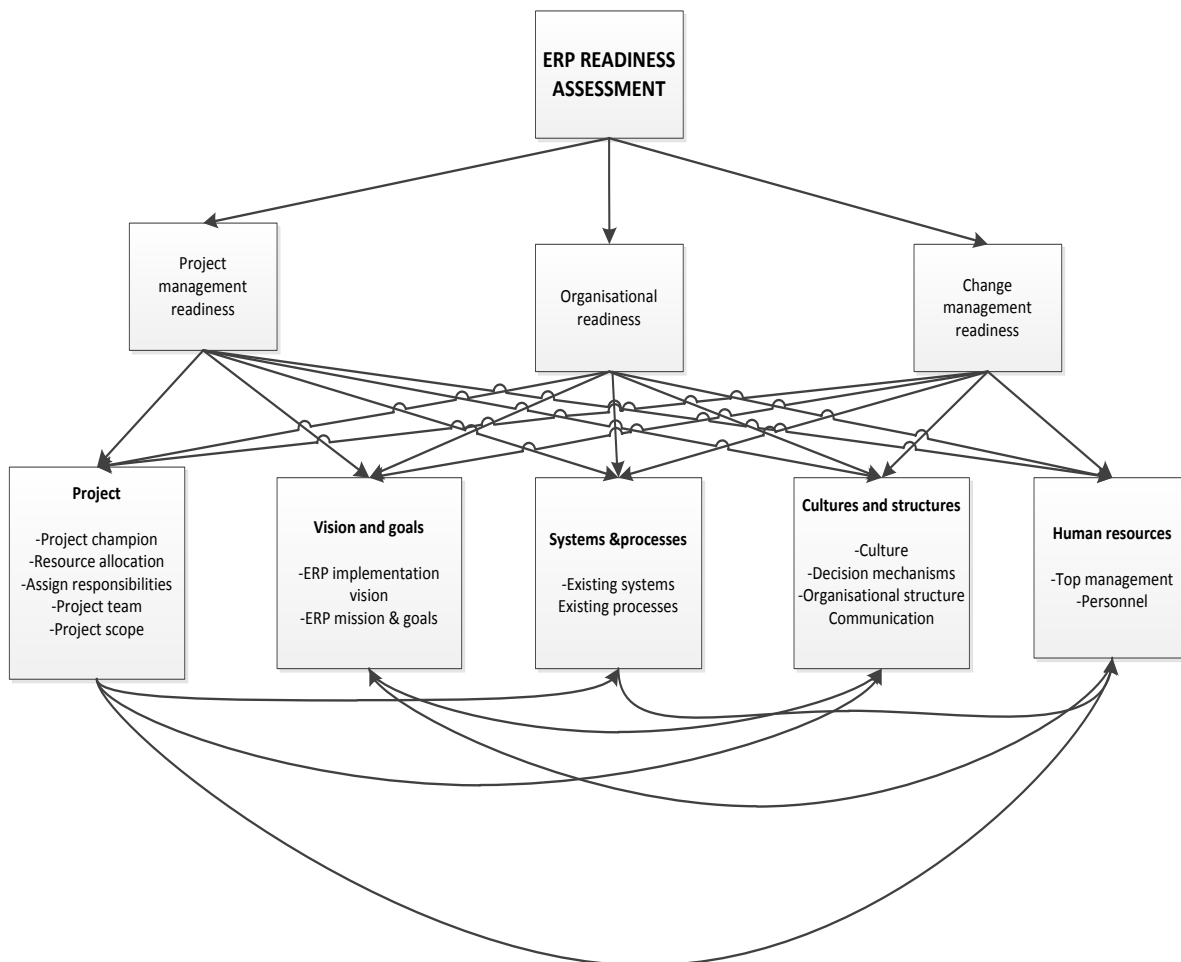 ERP READINESS
ASSESSMENT
Project
management
readiness
Organisational
readiness
Change
management
readiness
Project
-Project champion
-Resource allocation
-Assign responsibilities
-Project team
-Project scope
Vision and goals
-ERP implementation
vision
-ERP mission & goals
Systems &processes
-Existing systems
Existing processes
Cultures and structures
-Culture
-Decision mechanisms
-Organisational structure
Communication
Human resources
-Top management
-Personnel